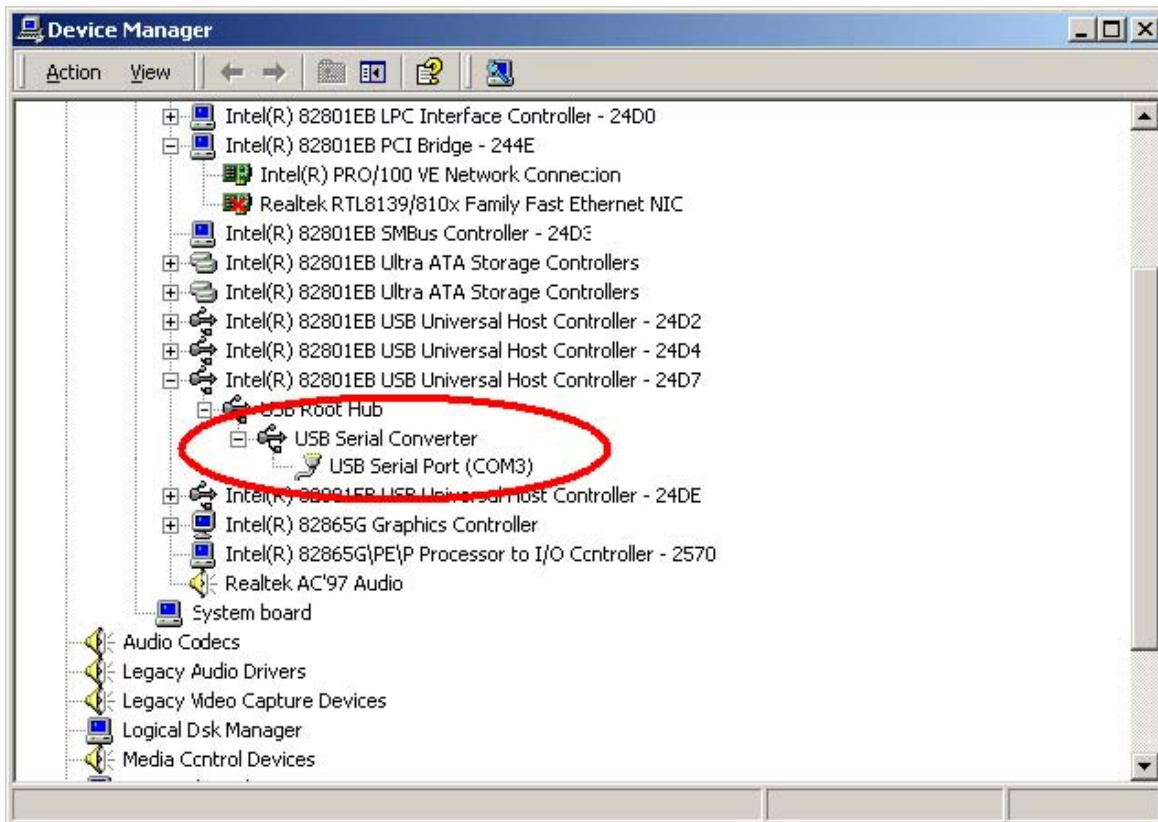 Device Manager
Action View
Intel(R) 82801EB LPC Interface Controller - 24D0
Intel(R) 82801EB PCI Bridge - 244E
Intel(R) PRO/100 VE Network Connection
Realtek RTL8139/810x Family Fast Ethernet NIC
Intel(R) 82801EB SMBus Controller - 24D3
Intel(R) 82801EB Ultra ATA Storage Controllers
Intel(R) 82801EB Ultra ATA Storage Controllers
Intel(R) 82801EB USB Universal Host Controller - 24D2
Intel(R) 82801EB USB Universal Host Controller - 24D4
Intel(R) 82801EB USB Universal Host Controller - 24D7
USB Root Hub
USB Serial Converter
USB Serial Port (COM3)
Intel(R) 82801EB USB Universal Host Controller - 24DE
Intel(R) 82865G Graphics Controller
Intel(R) 82865G\PE\P Processor to I/O Controller - 2570
Realtek AC'97 Audio
System board
Audio Codecs
Legacy Audio Drivers
Legacy Video Capture Devices
Logical Disk Manager
Media Control Devices